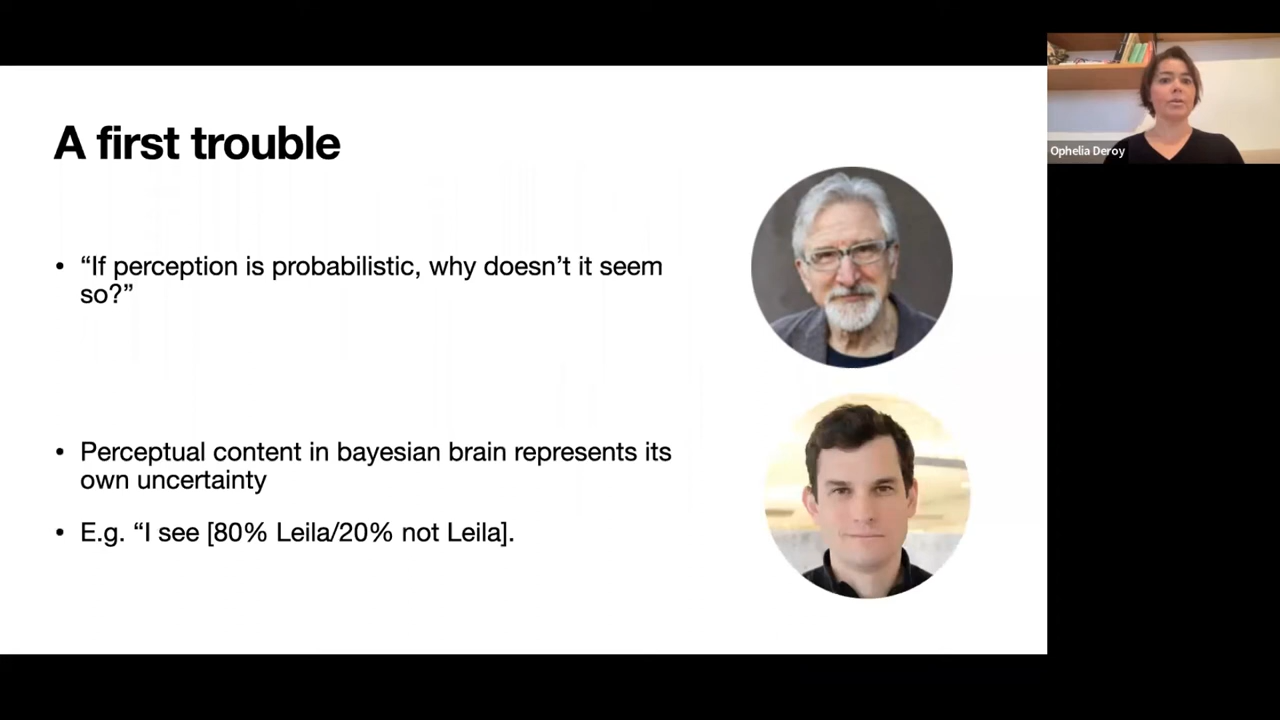 A first trouble
• “If perception is probabilistic, why doesn’t it seem
so?”
• Perceptual content in bayesian brain represents its
own uncertainty
• E.g. “I see [80% Leila/20% not Leila].
Ophelia Deroy